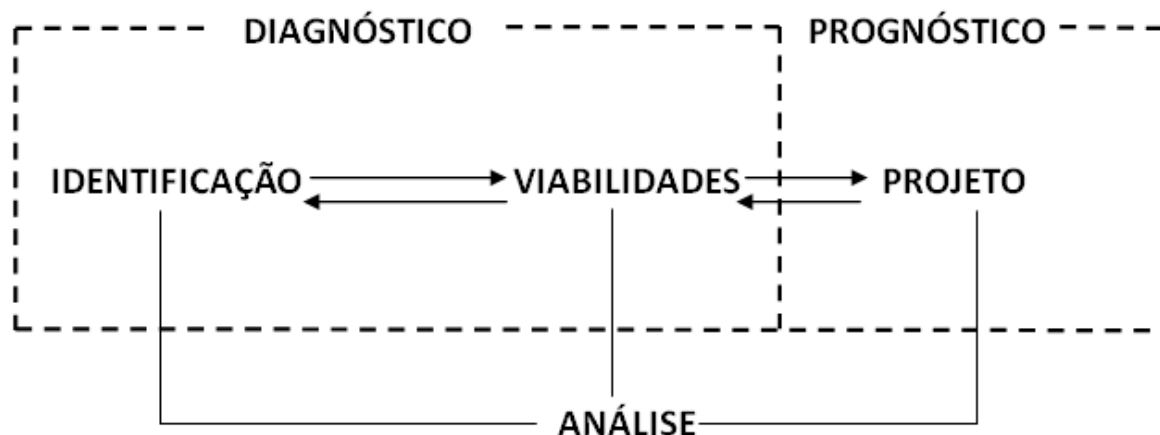 DIAGNÓSTICO PROGNÓSTICO
IDENTIFICAÇÃO VIABILIDADES PROJETO
ANÁLISE